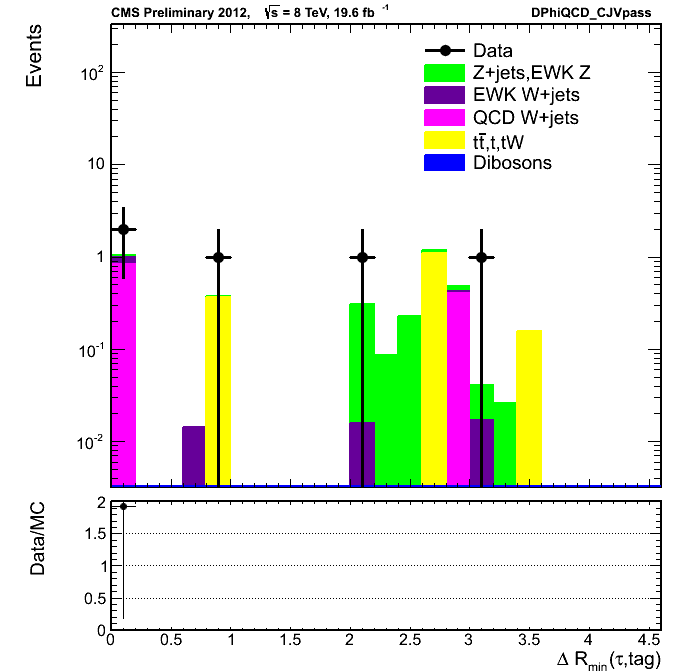 CMS Preliminary 2012, √s = 8 TeV, 19.6 fb⁻¹ DPhiQCD_CJVpass
Events
10²
10
1
10⁻¹
10⁻²
Data
Z+jets,EWK Z
EWK W+jets
QCD W+jets
tt̅,t,tW
Dibosons
Data/MC
2
1.5
1
0.5
0
0 0.5 1 1.5 2 2.5 3 3.5 4 4.5
Δ R_min(τ,tag)